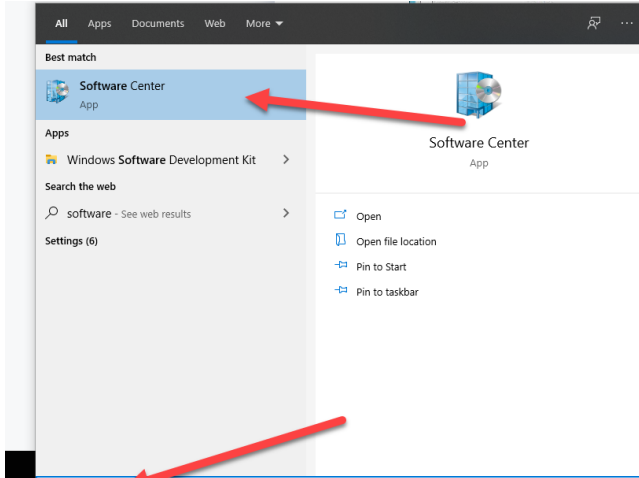 All Apps Documents Web More
Best match
Software Center
App
Apps
Windows Software Development Kit
Search the web
software - See web results
Settings (6)
Software Center
App
Open
Open file location
Pin to Start
Pin to taskbar